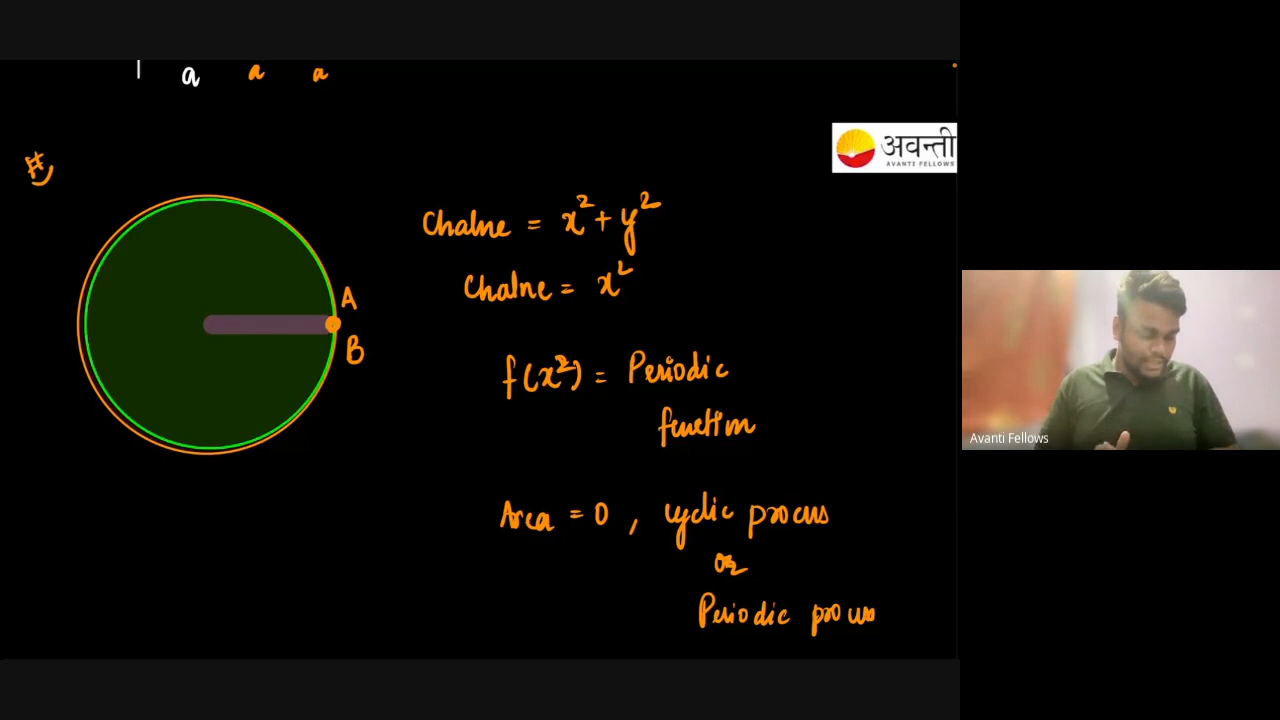 a a a
#
अवन्ती
AVANTI FELLOWS
Chalne = x² + y²
Chalne = x²
A
B
f(x²) = Periodic
function
Area = 0 , cyclic process
or
Periodic process
Avanti Fellows